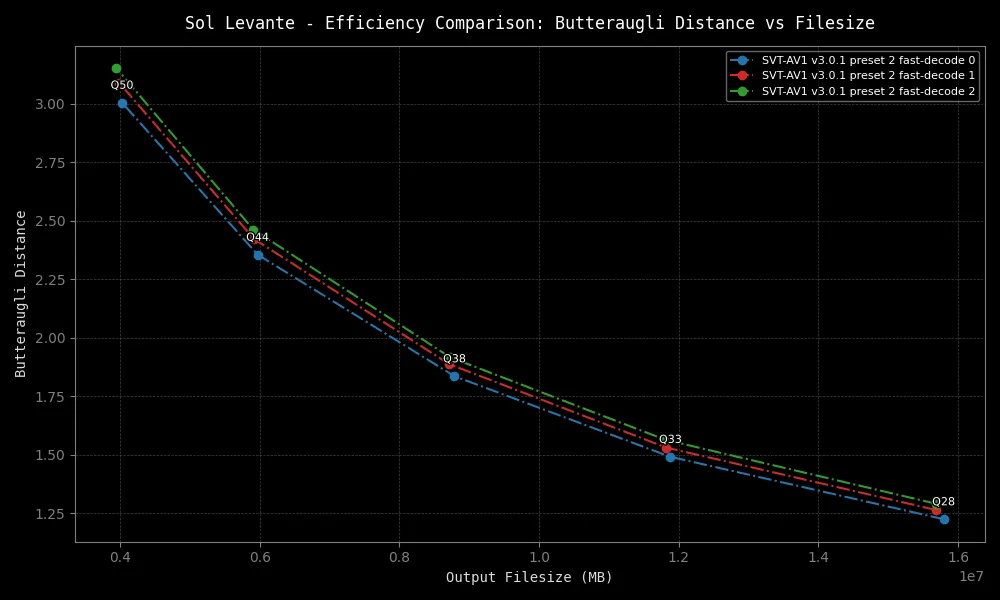 Sol Levante - Efficiency Comparison: Butteraugli Distance vs Filesize
SVT-AV1 v3.0.1 preset 2 fast-decode 0
SVT-AV1 v3.0.1 preset 2 fast-decode 1
SVT-AV1 v3.0.1 preset 2 fast-decode 2
Butteraugli Distance
3.00
2.75
2.50
2.25
2.00
1.75
1.50
1.25
Q50
Q44
Q38
Q33
Q28
0.4 0.6 0.8 1.0 1.2 1.4 1.6
1e7
Output Filesize (MB)